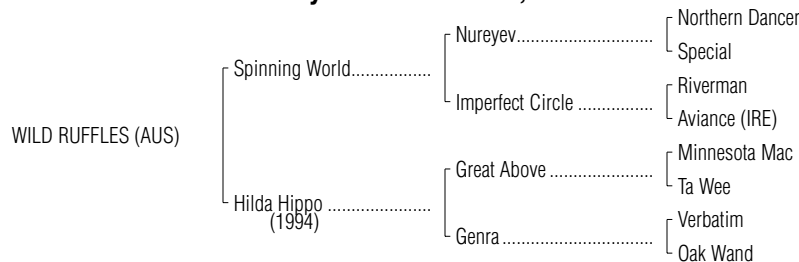 Northern Dancer
Nureyev
Special
Spinning World
Riverman
Imperfect Circle
Aviance (IRE)
WILD RUFFLES (AUS)
Minnesota Mac
Great Above
Ta Wee
Hilda Hippo
(1994)
Verbatim
Genra
Oak Wand